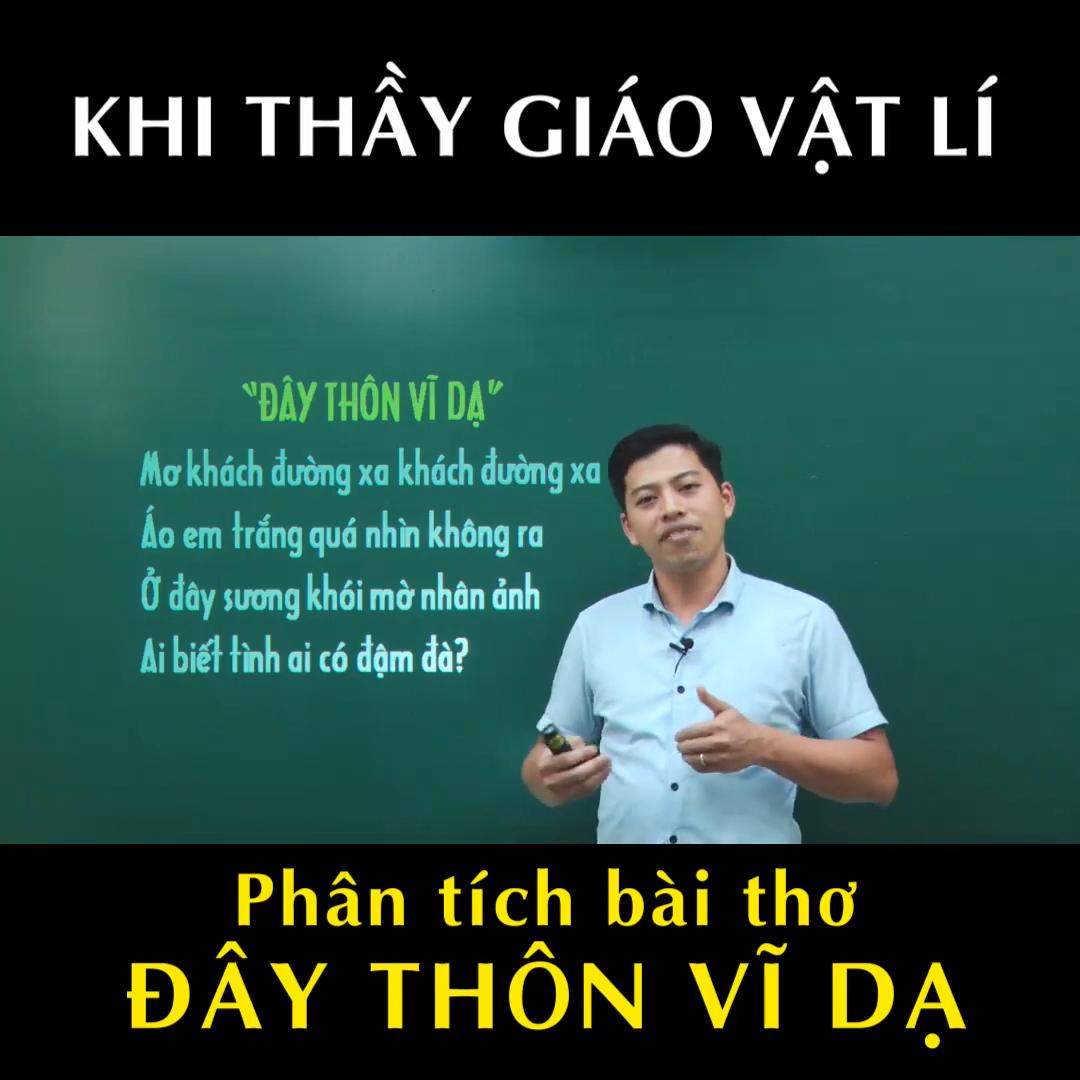 KHI THẦY GIÁO VẬT LÍ
"ĐÂY THÔN VĨ DẠ"
Mơ khách đường xa khách đường xa
Áo em trắng quá nhìn không ra
Ở đây sương khói mờ nhân ảnh
Ai biết tình ai có đậm đà?
Phân tích bài thơ
ĐÂY THÔN VĨ DẠ